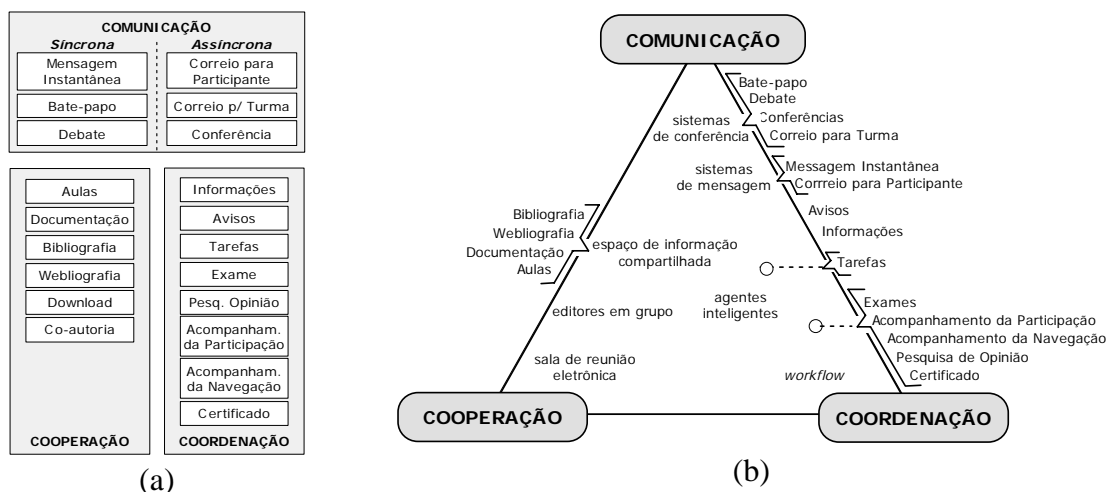 COMUNICAÇÃO
Síncrona
Assíncrona
Mensagem
Instantânea
Correio para
Participante
Bate-papo
Correio p/ Turma
Debate
Conferência
Aulas
Documentação
Bibliografia
Webliografia
Download
Co-autoria
COOPERAÇÃO
Informações
Avisos
Tarefas
Exame
Pesq. Opinião
Acompanham.
da Participação
Acompanham.
da Navegação
Certificado
COORDENAÇÃO
(a)
(b)
COMUNICAÇÃO
Bate-papo
Debate
Conferências
Correio para Turma
sistemas
de conferência
Messagem Instantânea
Corrreio para Participante
sistemas
de mensagem
Avisos
Informações
Tarefas
Bibliografia
Webliografia
Documentação
Aulas
espaço de informação
compartilhada
agentes
inteligentes
editores em grupo
Exames
Acompanhamento da Participação
Acompanhamento da Navegação
Pesquisa de Opinião
Certificado
sala de reunião
eletrônica
workflow
COOPERAÇÃO
COORDENAÇÃO